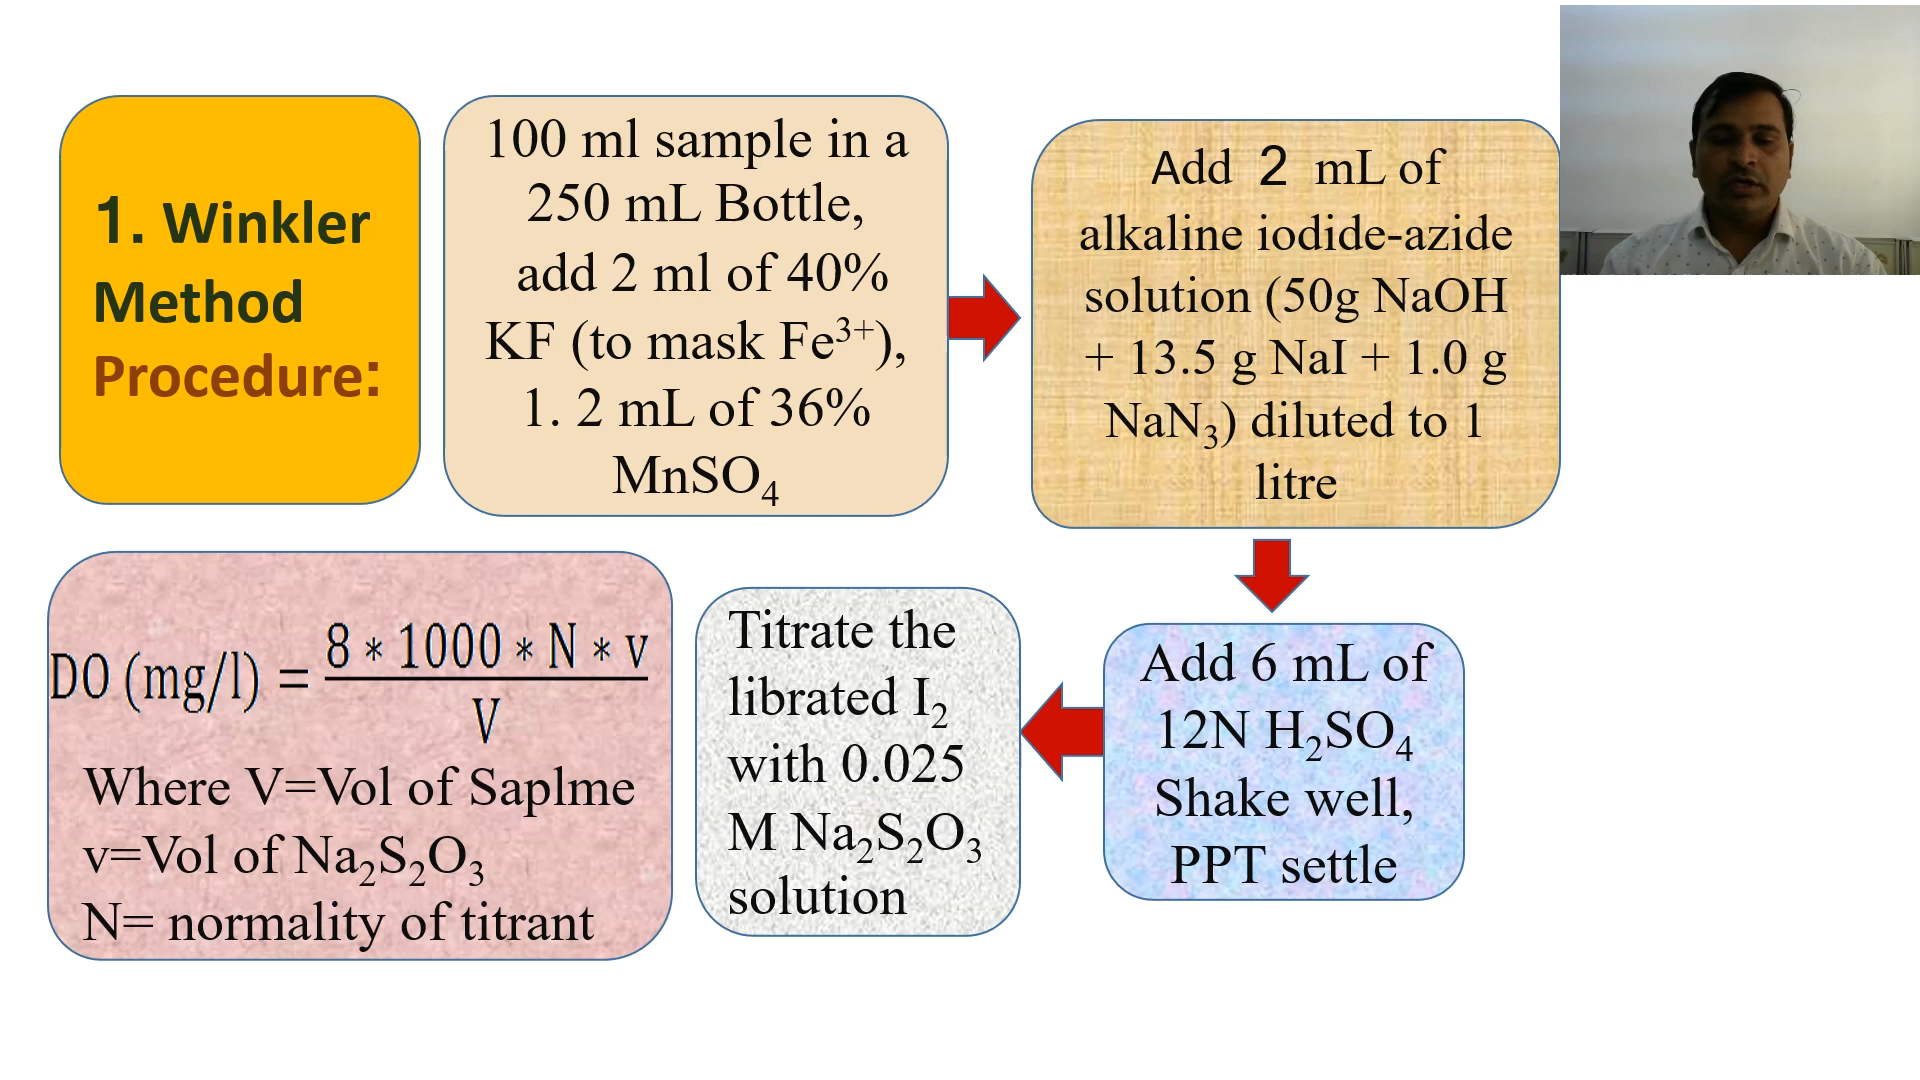 1. Winkler
Method
Procedure:
100 ml sample in a
250 mL Bottle,
add 2 ml of 40%
KF (to mask Fe³⁺),
1. 2 mL of 36%
MnSO₄
Add 2 mL of
alkaline iodide-azide
solution (50g NaOH
+ 13.5 g NaI + 1.0 g
NaN₃) diluted to 1
litre
Add 6 mL of
12N H₂SO₄
Shake well,
PPT settle
Titrate the
librated I₂
with 0.025
M Na₂S₂O₃
solution
8 * 1000 * N * v
DO (mg/l) =
V
Where V=Vol of Saplme
v=Vol of Na₂S₂O₃
N= normality of titrant